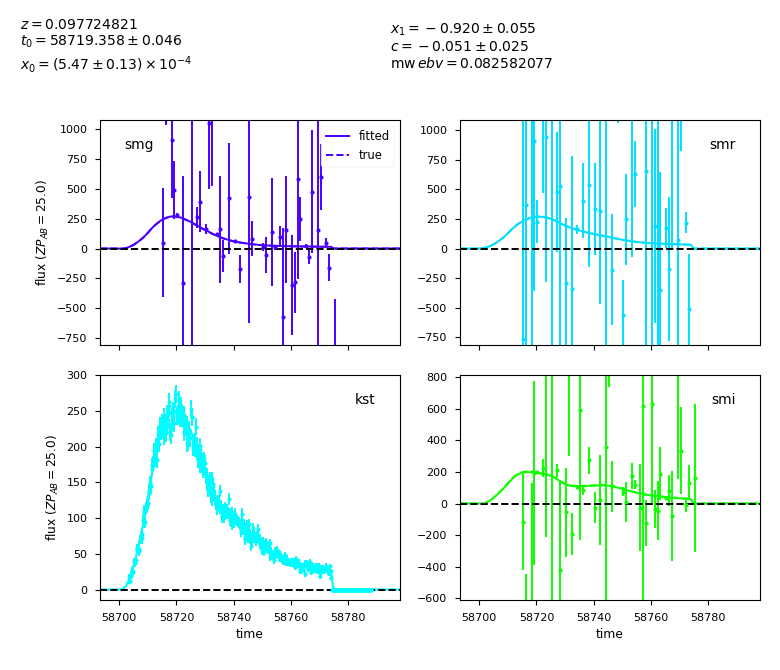 z = 0.097724821
t₀ = 58719.358 ± 0.046
x₀ = (5.47 ± 0.13) × 10⁻⁴
x₁ = −0.920 ± 0.055
c = −0.051 ± 0.025
mw ebv = 0.082582077
smg
fitted
true
1000
750
500
250
0
−250
−500
−750
flux (ZP_AB = 25.0)
smr
1000
750
500
250
0
−250
−500
−750
kst
300
250
200
150
100
50
0
flux (ZP_AB = 25.0)
58700 58720 58740 58760 58780
time
smi
800
600
400
200
0
−200
−400
−600
58700 58720 58740 58760 58780
time